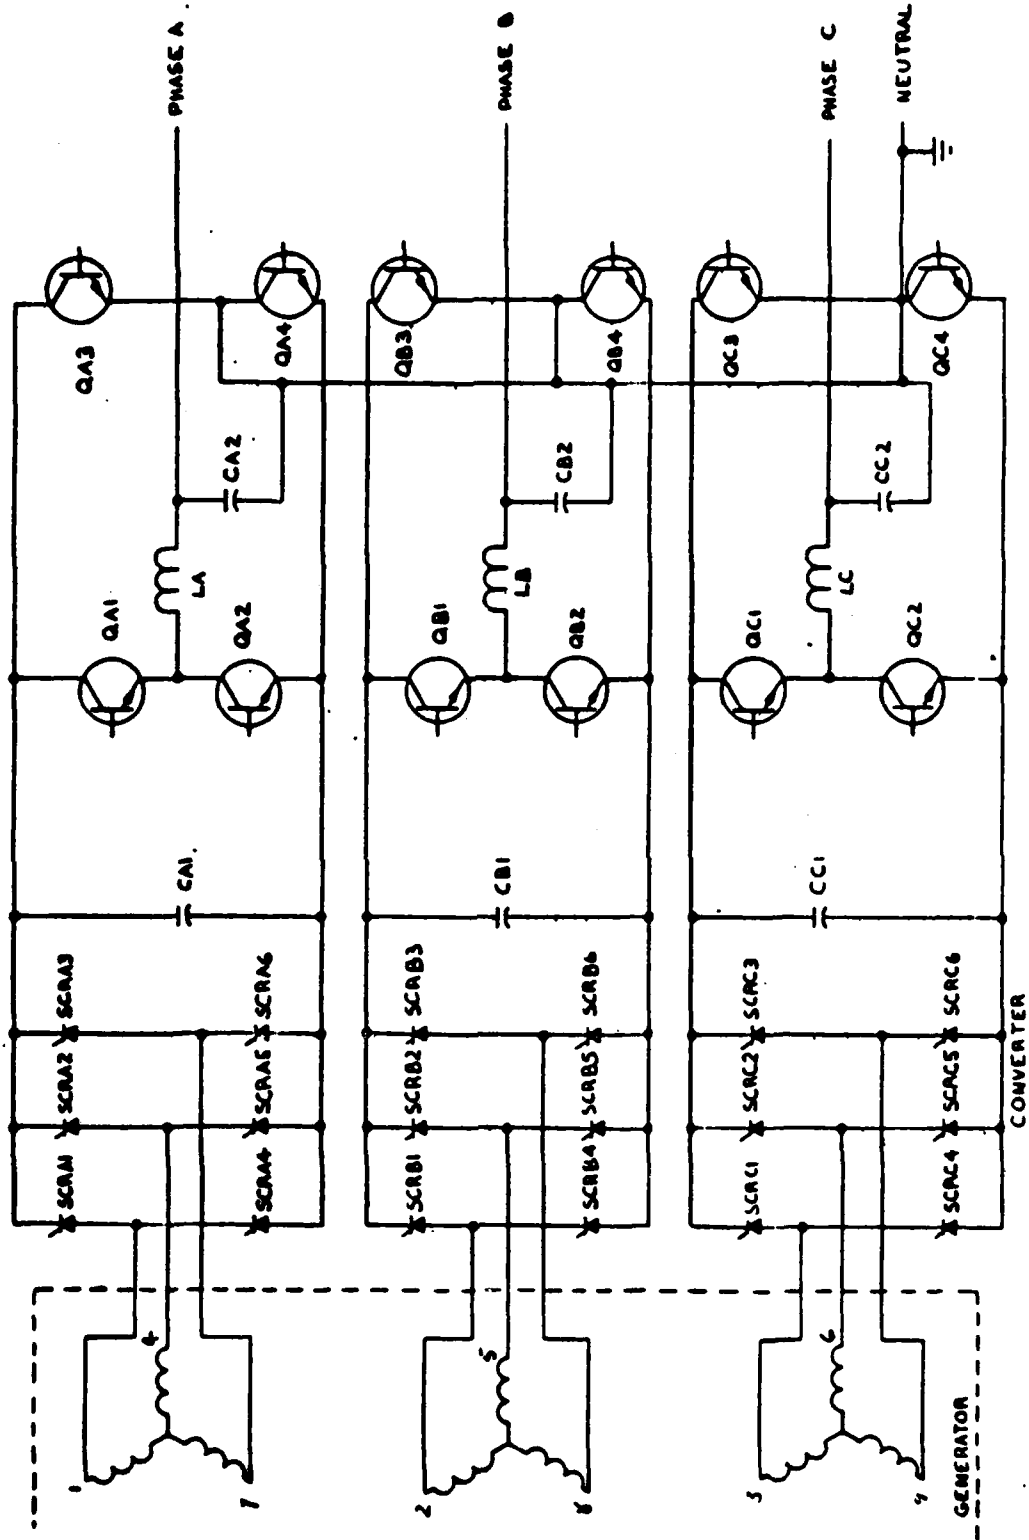 PHASE A
PHASE B
PHASE C
NEUTRAL
QA3
QA4
QB3
QB4
QC3
QC4
CA2
CB2
CC2
LA
LB
LC
QA1
QA2
QB1
QB2
QC1
QC2
CA1
CB1
CC1
SCRA3
SCRA6
SCRB3
SCRB6
SCRC3
SCRC6
SCRA2
SCRA5
SCRB2
SCRB5
SCRC2
SCRC5
SCRA1
SCRA4
SCRB1
SCRB4
SCRC1
SCRC4
CONVERTER
4
5
6
1
7
2
8
3
9
GENERATOR